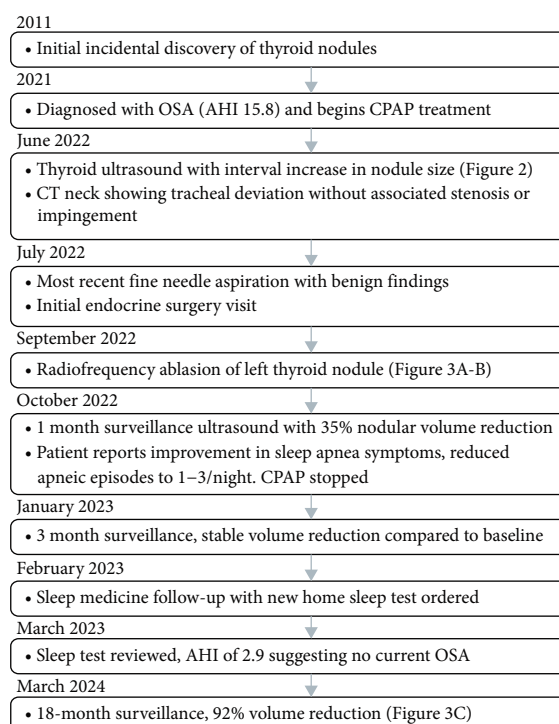 2011
• Initial incidental discovery of thyroid nodules
2021
• Diagnosed with OSA (AHI 15.8) and begins CPAP treatment
June 2022
• Thyroid ultrasound with interval increase in nodule size (Figure 2)
• CT neck showing tracheal deviation without associated stenosis or
impingement
July 2022
• Most recent fine needle aspiration with benign findings
• Initial endocrine surgery visit
September 2022
• Radiofrequency ablasion of left thyroid nodule (Figure 3A-B)
October 2022
• 1 month surveillance ultrasound with 35% nodular volume reduction
• Patient reports improvement in sleep apnea symptoms, reduced
apneic episodes to 1−3/night. CPAP stopped
January 2023
• 3 month surveillance, stable volume reduction compared to baseline
February 2023
• Sleep medicine follow-up with new home sleep test ordered
March 2023
• Sleep test reviewed, AHI of 2.9 suggesting no current OSA
March 2024
• 18-month surveillance, 92% volume reduction (Figure 3C)